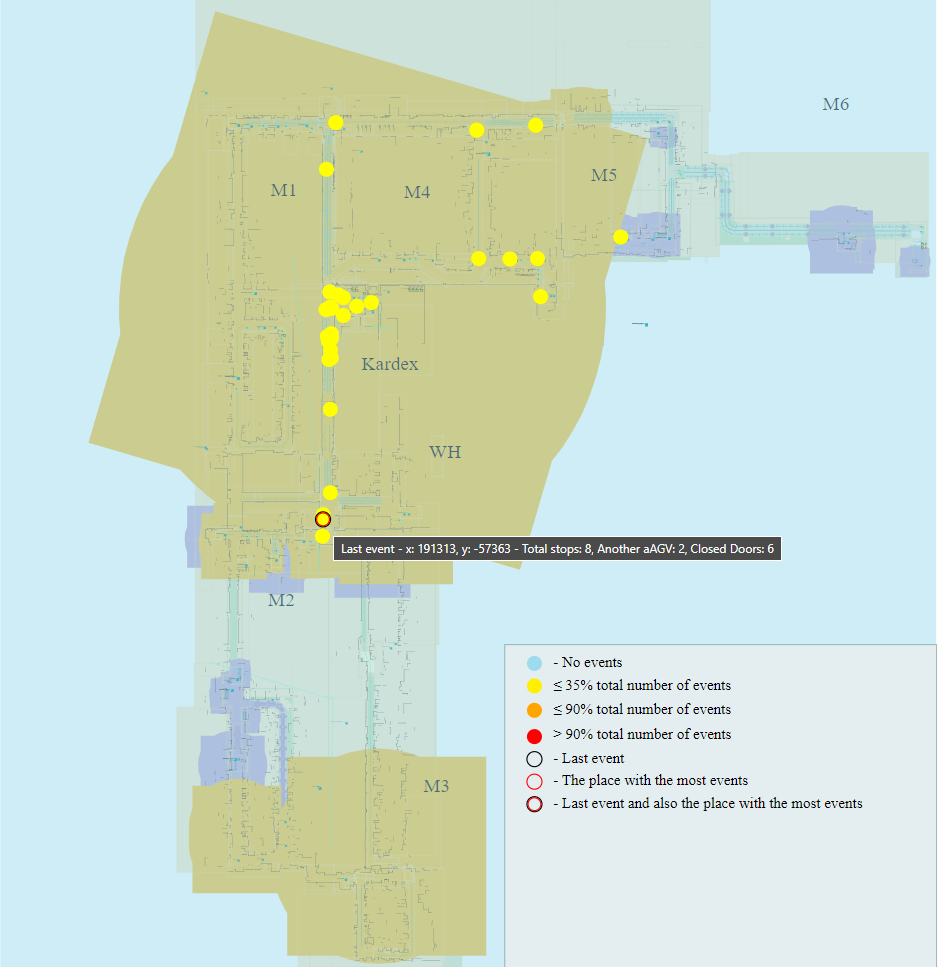 M6
M5
M1
M4
Kardex
WH
Last event - x: 191313, y: -57363 - Total stops: 8, Another aAGV: 2, Closed Doors: 6
M2
- No events
≤ 35% total number of events
≤ 90% total number of events
> 90% total number of events
- Last event
- The place with the most events
M3
- Last event and also the place with the most events